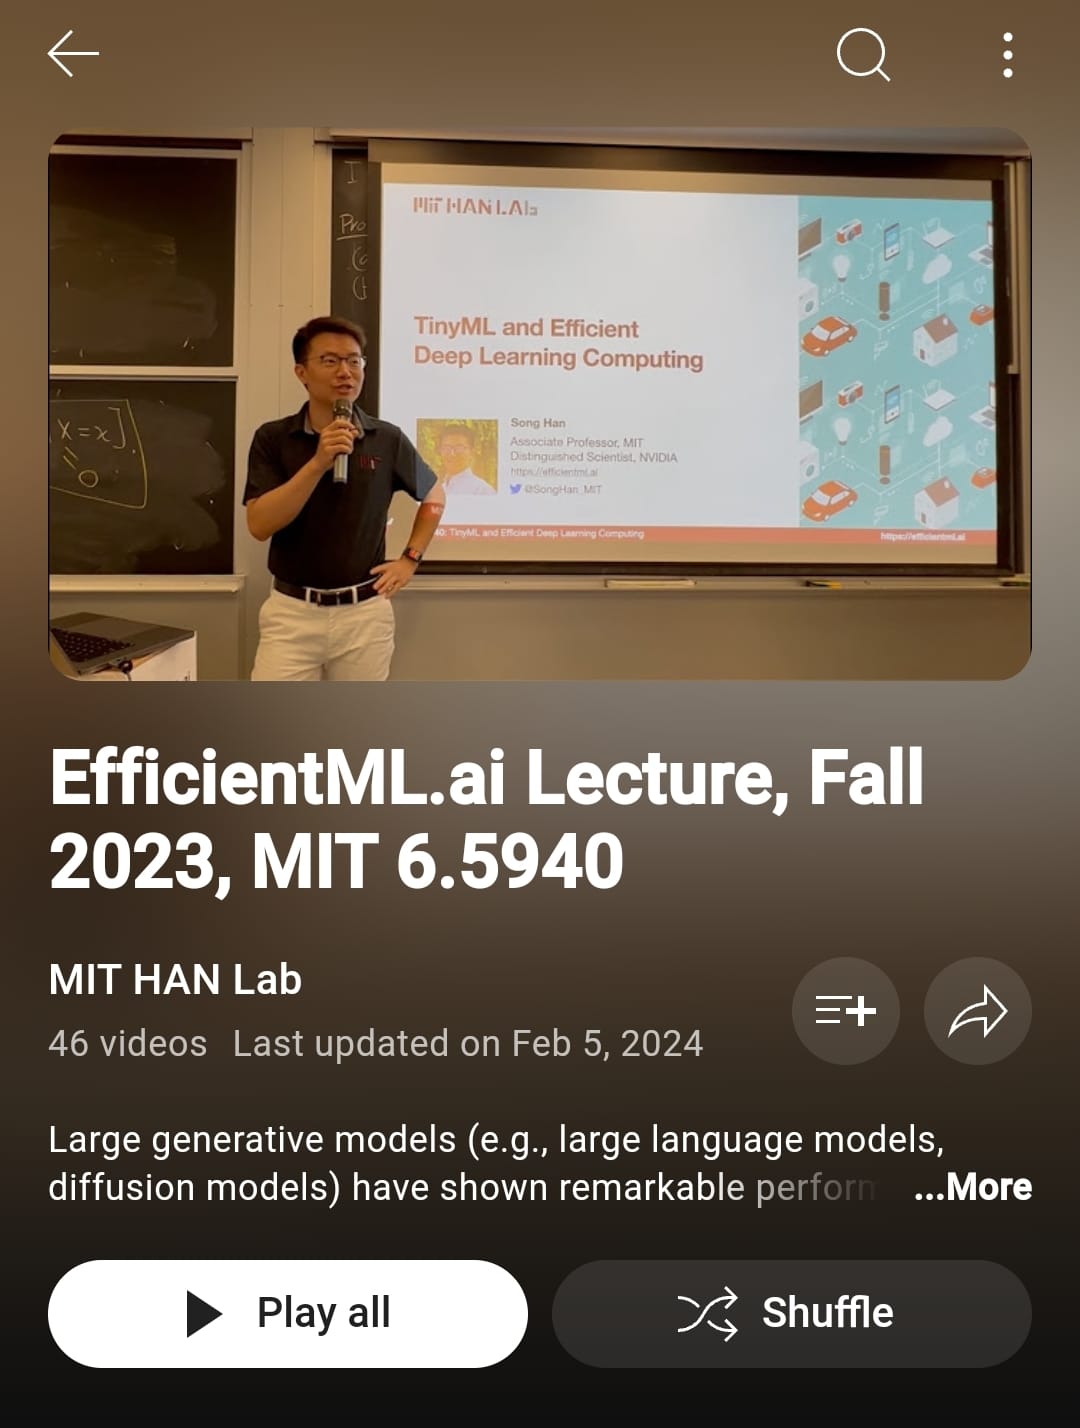 MIT HAN LAB
TinyML and Efficient
Deep Learning Computing
Song Han
Associate Professor, MIT
Distinguished Scientist, NVIDIA
https://efficientml.ai
@SongHan_MIT
40: TinyML and Efficient Deep Learning Computing
https://efficientml.ai
Pro
x=x]
EfficientML.ai Lecture, Fall
2023, MIT 6.5940
MIT HAN Lab
46 videos Last updated on Feb 5, 2024
Large generative models (e.g., large language models,
diffusion models) have shown remarkable perform ...More
Play all
Shuffle